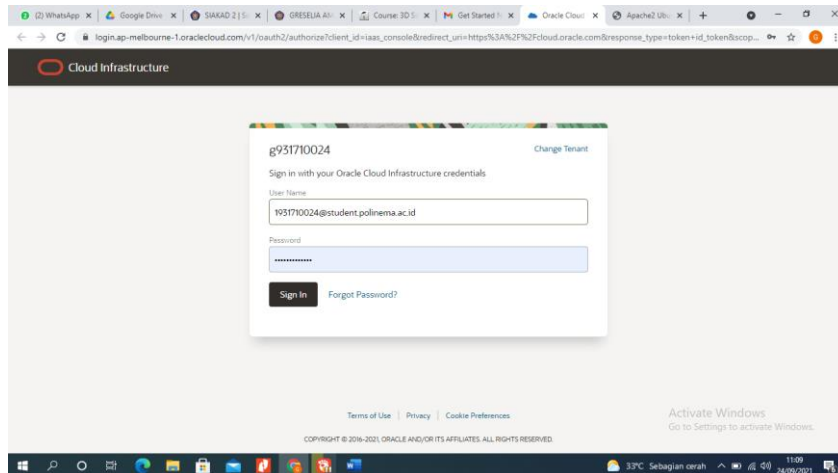 (2) WhatsApp
Google Drive
SIAKAD 2 | S
GRESELIA AM
Course: 3D S
Get Started
Oracle Cloud
Apache2 Ub
login.ap-melbourne-1.oraclecloud.com/v1/oauth2/authorize?client_id=iaas_console&redirect_uri=https%3A%2F%2Fcloud.oracle.com&response_type=token+id_token&scop...
G
Cloud Infrastructure
g931710024
Change Tenant
Sign in with your Oracle Cloud Infrastructure credentials
User Name
1931710024@student.polinema.ac.id
Password
Sign In
Forgot Password?
Terms of Use | Privacy | Cookie Preferences
COPYRIGHT © 2016-2021, ORACLE AND/OR ITS AFFILIATES. ALL RIGHTS RESERVED.
Activate Windows
Go to Settings to activate Windows.
33°C Sebagian cerah
11:09
24/09/2021